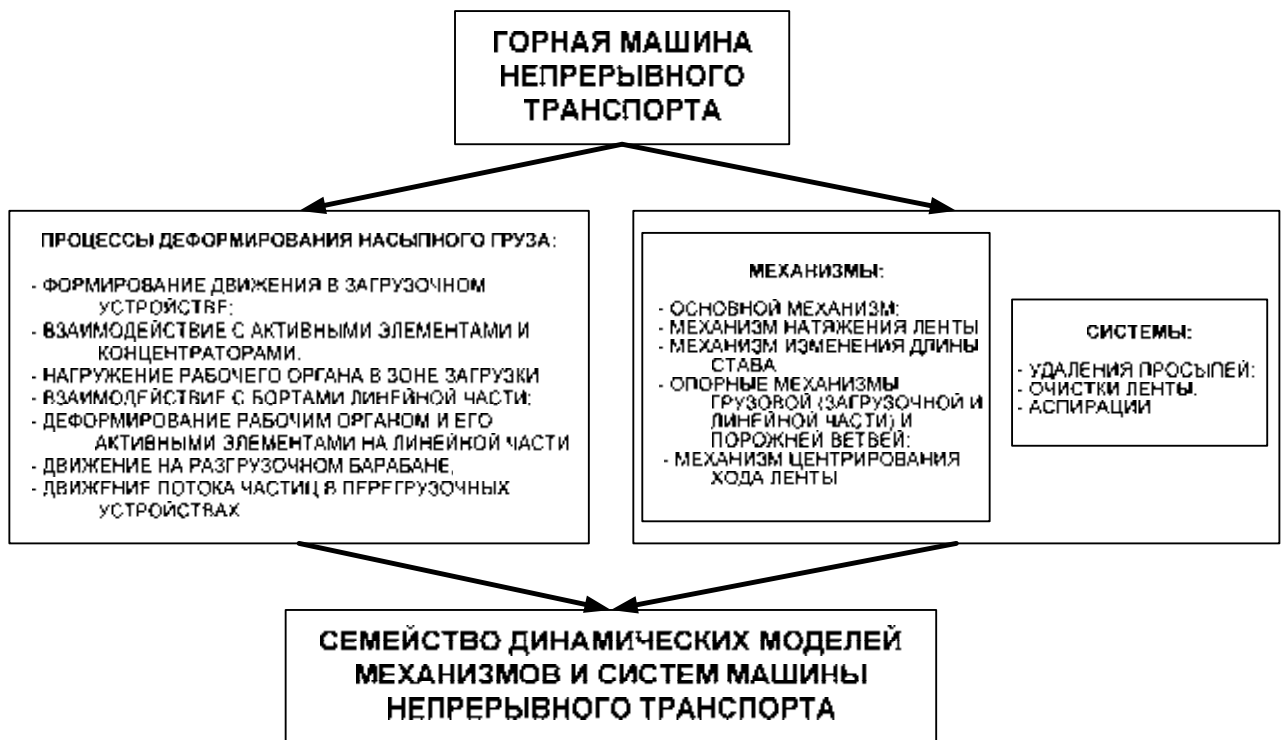 ГОРНАЯ МАШИНА
НЕПРЕРЫВНОГО
ТРАНСПОРТА
ПРОЦЕССЫ ДЕФОРМИРОВАНИЯ НАСЫПНОГО ГРУЗА:
- ФОРМИРОВАНИЕ ДВИЖЕНИЯ В ЗАГРУЗОЧНОМ
УСТРОЙСТВЕ;
- ВЗАИМОДЕЙСТВИЕ С АКТИВНЫМИ ЭЛЕМЕНТАМИ И
КОНЦЕНТРАТОРАМИ.
- НАГРУЖЕНИЕ РАБОЧЕГО ОРГАНА В ЗОНЕ ЗАГРУЗКИ
- ВЗАИМОДЕЙСТВИЕ С БОРТАМИ ЛИНЕЙНОЙ ЧАСТИ;
- ДЕФОРМИРОВАНИЕ РАБОЧИМ ОРГАНОМ И ЕГО
АКТИВНЫМИ ЭЛЕМЕНТАМИ НА ЛИНЕЙНОЙ ЧАСТИ
- ДВИЖЕНИЕ НА РАЗГРУЗОЧНОМ БАРАБАНЕ,
- ДВИЖЕНИЕ ПОТОКА ЧАСТИЦ В ПЕРЕГРУЗОЧНЫХ
УСТРОЙСТВАХ
МЕХАНИЗМЫ:
- ОСНОВНОЙ МЕХАНИЗМ:
- МЕХАНИЗМ НАТЯЖЕНИЯ ЛЕНТЫ
- МЕХАНИЗМ ИЗМЕНЕНИЯ ДЛИНЫ
СТАВА
- ОПОРНЫЕ МЕХАНИЗМЫ
ГРУЗОВОЙ (ЗАГРУЗОЧНОЙ И
ЛИНЕЙНОЙ ЧАСТИ) И
ПОРОЖНЕЙ ВЕТВЕЙ:
- МЕХАНИЗМ ЦЕНТРИРОВАНИЯ
ХОДА ЛЕНТЫ
СИСТЕМЫ:
- УДАЛЕНИЯ ПРОСЫПЕЙ:
- ОЧИСТКИ ЛЕНТЫ.
- АСПИРАЦИИ
СЕМЕЙСТВО ДИНАМИЧЕСКИХ МОДЕЛЕЙ
МЕХАНИЗМОВ И СИСТЕМ МАШИНЫ
НЕПРЕРЫВНОГО ТРАНСПОРТА